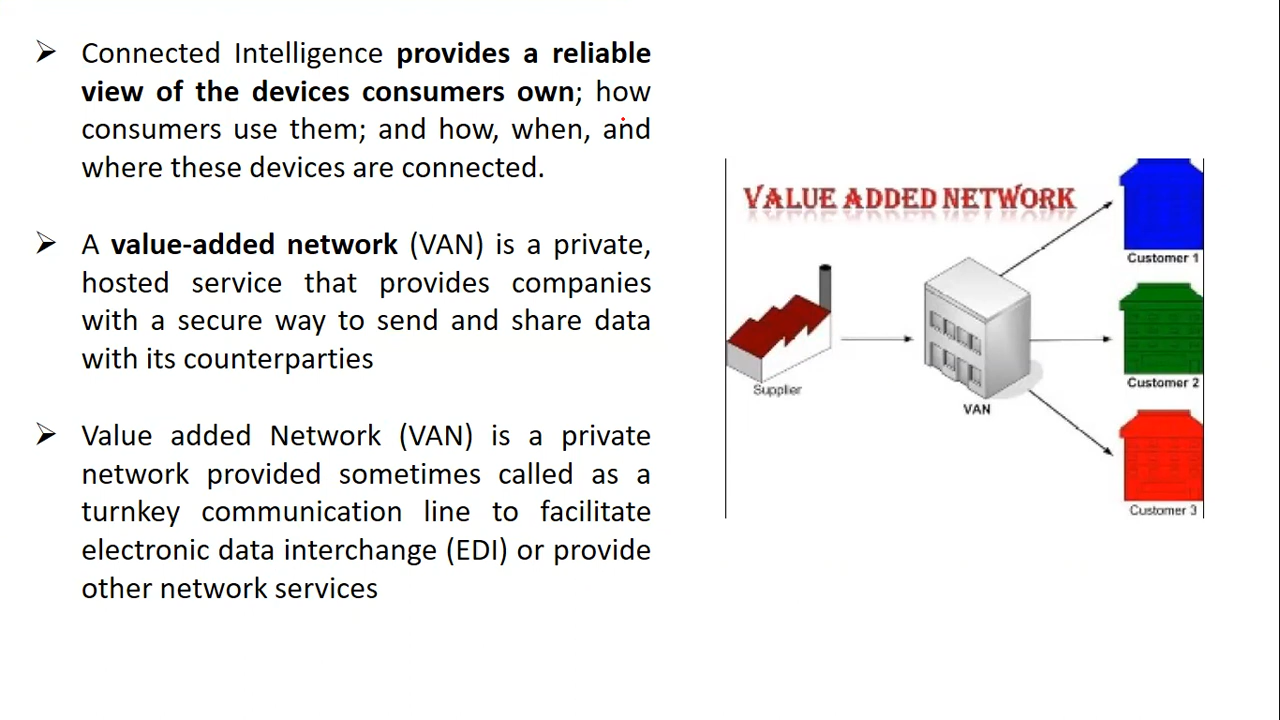 Connected Intelligence provides a reliable
view of the devices consumers own; how
consumers use them; and how, when, and
where these devices are connected.
A value-added network (VAN) is a private,
hosted service that provides companies
with a secure way to send and share data
with its counterparties
Value added Network (VAN) is a private
network provided sometimes called as a
turnkey communication line to facilitate
electronic data interchange (EDI) or provide
other network services
VALUE ADDED NETWORK
Customer 1
Supplier
VAN
Customer 2
Customer 3